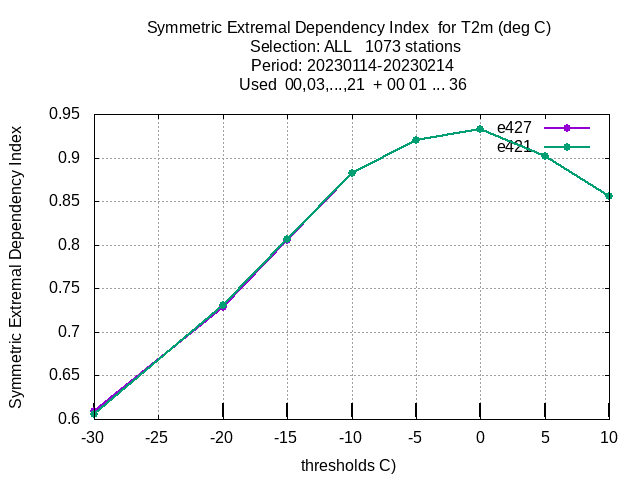 Symmetric Extremal Dependency Index  for T2m (deg C)
Selection: ALL   1073 stations
Period: 20230114-20230214
Used  00,03,...,21  + 00 01 ... 36
Symmetric Extremal Dependency Index
0.95
0.9
0.85
0.8
0.75
0.7
0.65
0.6
e427
e421
-30 -25 -20 -15 -10 -5 0 5 10
thresholds C)